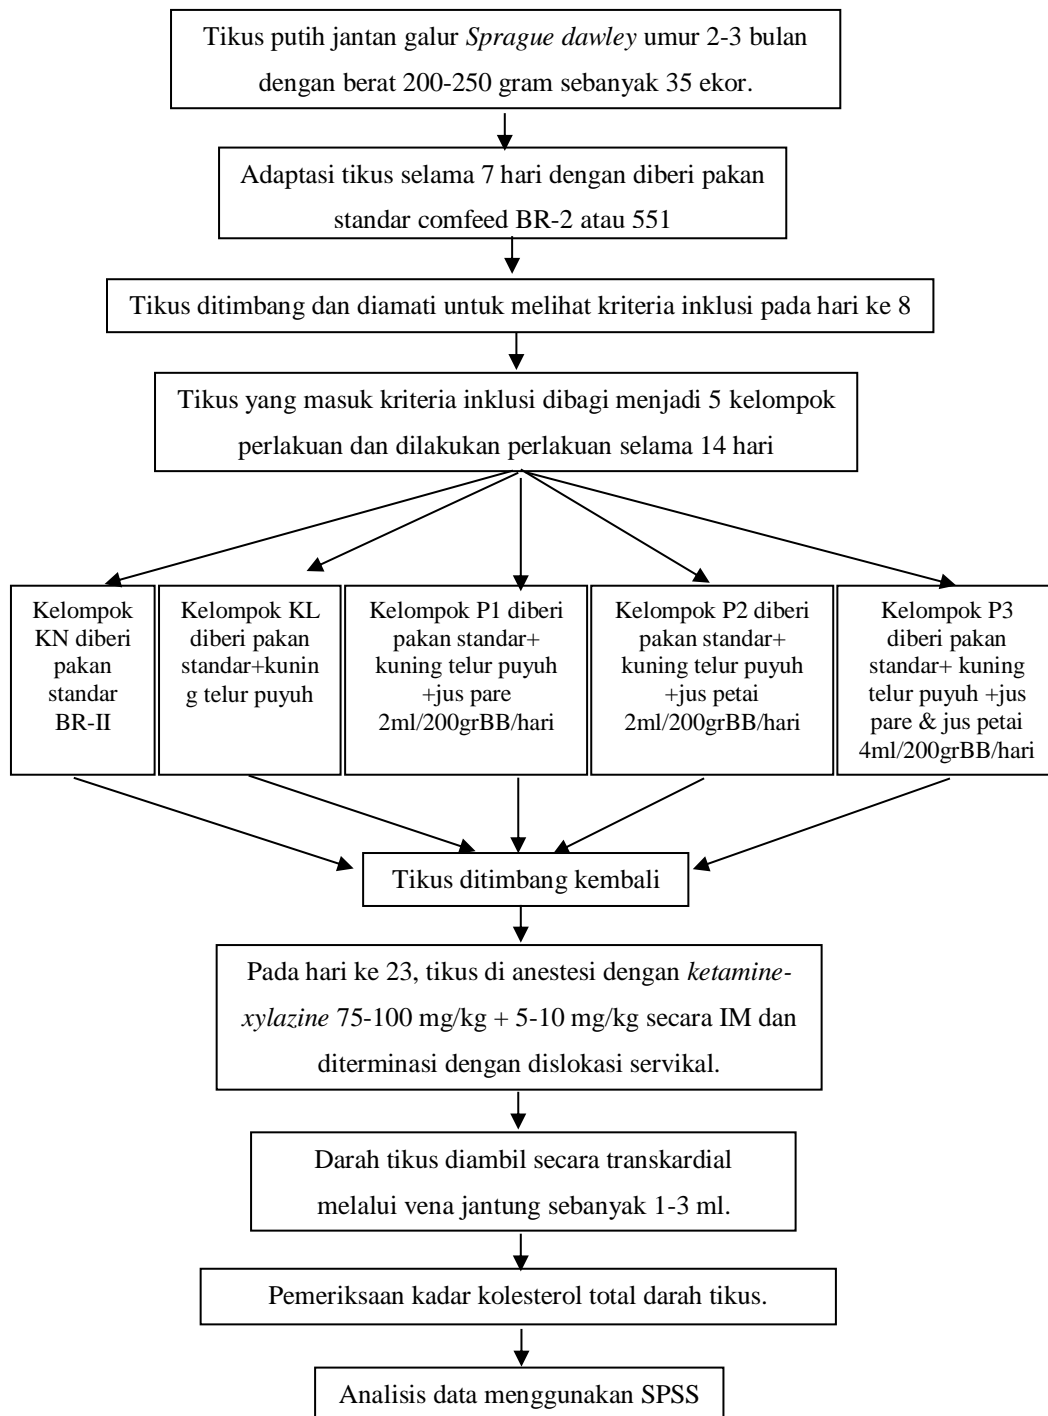 Tikus putih jantan galur Sprague dawley umur 2-3 bulan
dengan berat 200-250 gram sebanyak 35 ekor.
Adaptasi tikus selama 7 hari dengan diberi pakan
standar comfeed BR-2 atau 551
Tikus ditimbang dan diamati untuk melihat kriteria inklusi pada hari ke 8
Tikus yang masuk kriteria inklusi dibagi menjadi 5 kelompok
perlakuan dan dilakukan perlakuan selama 14 hari
Kelompok
KN diberi
pakan
standar
BR-II
Kelompok KL
diberi pakan
standar+kunin
g telur puyuh
Kelompok P1 diberi
pakan standar+
kuning telur puyuh
+jus pare
2ml/200grBB/hari
Kelompok P2 diberi
pakan standar+
kuning telur puyuh
+jus petai
2ml/200grBB/hari
Kelompok P3
diberi pakan
standar+ kuning
telur puyuh +jus
pare & jus petai
4ml/200grBB/hari
Tikus ditimbang kembali
Pada hari ke 23, tikus di anestesi dengan ketamine-
xylazine 75-100 mg/kg + 5-10 mg/kg secara IM dan
diterminasi dengan dislokasi servikal.
Darah tikus diambil secara transkardial
melalui vena jantung sebanyak 1-3 ml.
Pemeriksaan kadar kolesterol total darah tikus.
Analisis data menggunakan SPSS